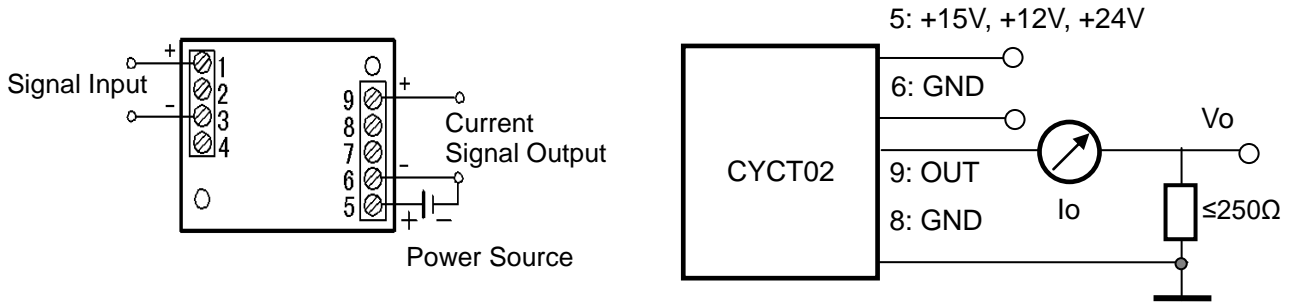 Signal Input
+
-
1
2
3
4
9
8
7
6
5
+
-
Current
Signal Output
+
-
Power Source
CYCT02
5: +15V, +12V, +24V
6: GND
9: OUT
8: GND
Io
Vo
≤250Ω